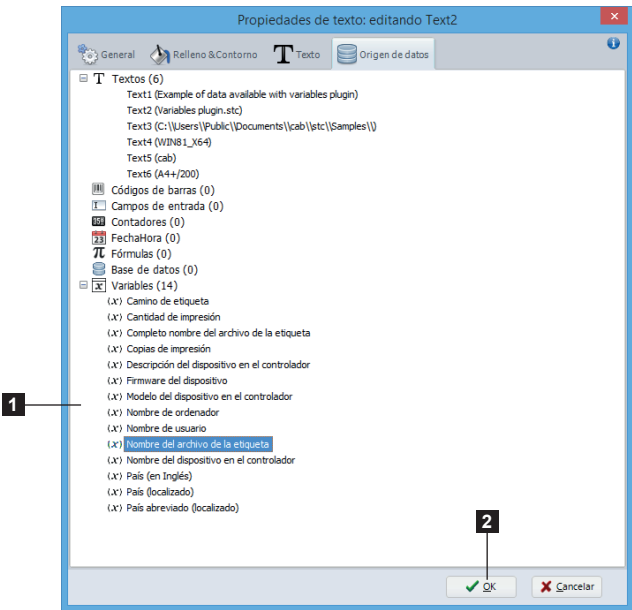 Propiedades de texto: editando Text2
General Relleno &Contorno Texto Origen de datos
Textos (6)
Text1 (Example of data available with variables plugin)
Text2 (Variables plugin.stc)
Text3 (C:\\Users\\Public\\Documents\\cab\\stc\\Samples\\)
Text4 (WIN81_X64)
Text5 (cab)
Text6 (A4+/200)
Códigos de barras (0)
Campos de entrada (0)
Contadores (0)
23 FechaHora (0)
π Fórmulas (0)
Base de datos (0)
x Variables (14)
(x) Camino de etiqueta
(x) Cantidad de impresión
(x) Completo nombre del archivo de la etiqueta
(x) Copias de impresión
(x) Descripción del dispositivo en el controlador
(x) Firmware del dispositivo
(x) Modelo del dispositivo en el controlador
1
(x) Nombre de ordenador
(x) Nombre de usuario
(x) Nombre del archivo de la etiqueta
(x) Nombre del dispositivo en el controlador
(x) País (en Inglés)
(x) País (localizado)
(x) País abreviado (localizado)
2
OK Cancelar